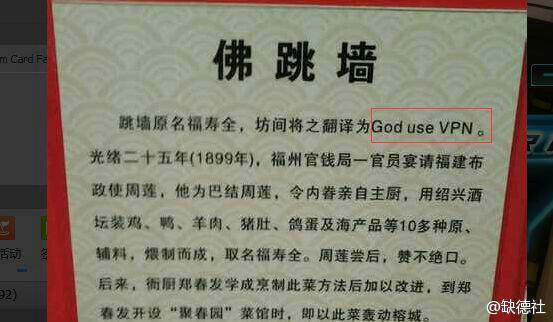 佛跳墙
跳墙原名福寿全，坊间将之翻译为God use VPN。
光绪二十五年(1899年)，福州官钱局一官员宴请福建布
政使周莲，他为巴结周莲，令内眷亲自主厨，用绍兴酒
坛装鸡、鸭、羊肉、猪肚、鸽蛋及海产品等10多种原、
辅料，煨制而成，取名福寿全。周莲尝后，赞不绝口。
后来，衙厨郑春发学成烹制此菜方法后加以改进，到郑
春发开设“聚春园”菜馆时，即以此菜轰动榕城。
m Card Fa
活动
92)
@缺德社